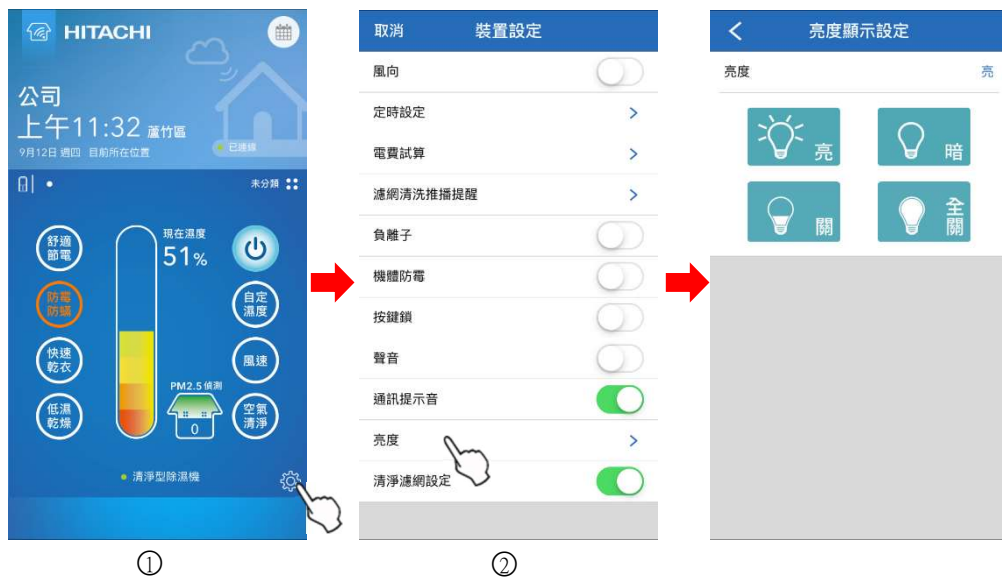 HITACHI
公司
上午11:32 蘆竹區
9月12日 週四 目前所在位置
已連線
未分類
舒適
節電
現在濕度
51%
防霉
防蟎
自定
濕度
快速
乾衣
風速
PM2.5 偵測
低濕
乾燥
0
空氣
清淨
清淨型除濕機
①
取消 裝置設定
風向
定時設定
電費試算
濾網清洗推播提醒
負離子
機體防霉
按鍵鎖
聲音
通訊提示音
亮度
清淨濾網設定
②
亮度顯示設定
亮度 亮
亮
暗
關
全
關